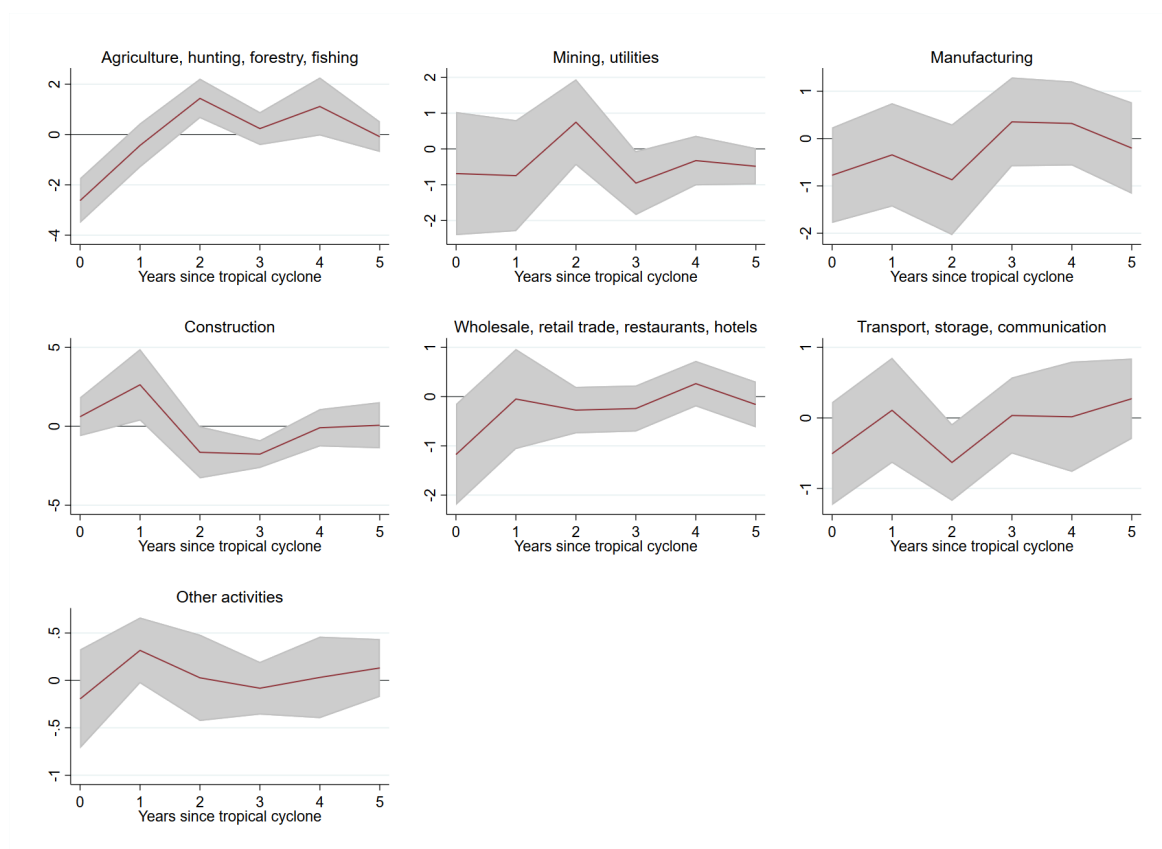 Agriculture, hunting, forestry, fishing
2
0
-2
-4
0 1 2 3 4 5
Years since tropical cyclone
Mining, utilities
2
1
0
-1
-2
0 1 2 3 4 5
Years since tropical cyclone
Manufacturing
1
0
-1
-2
0 1 2 3 4 5
Years since tropical cyclone
Construction
5
0
-5
0 1 2 3 4 5
Years since tropical cyclone
Wholesale, retail trade, restaurants, hotels
1
0
-1
-2
0 1 2 3 4 5
Years since tropical cyclone
Transport, storage, communication
1
0
-1
0 1 2 3 4 5
Years since tropical cyclone
Other activities
.5
0
-.5
-1
0 1 2 3 4 5
Years since tropical cyclone